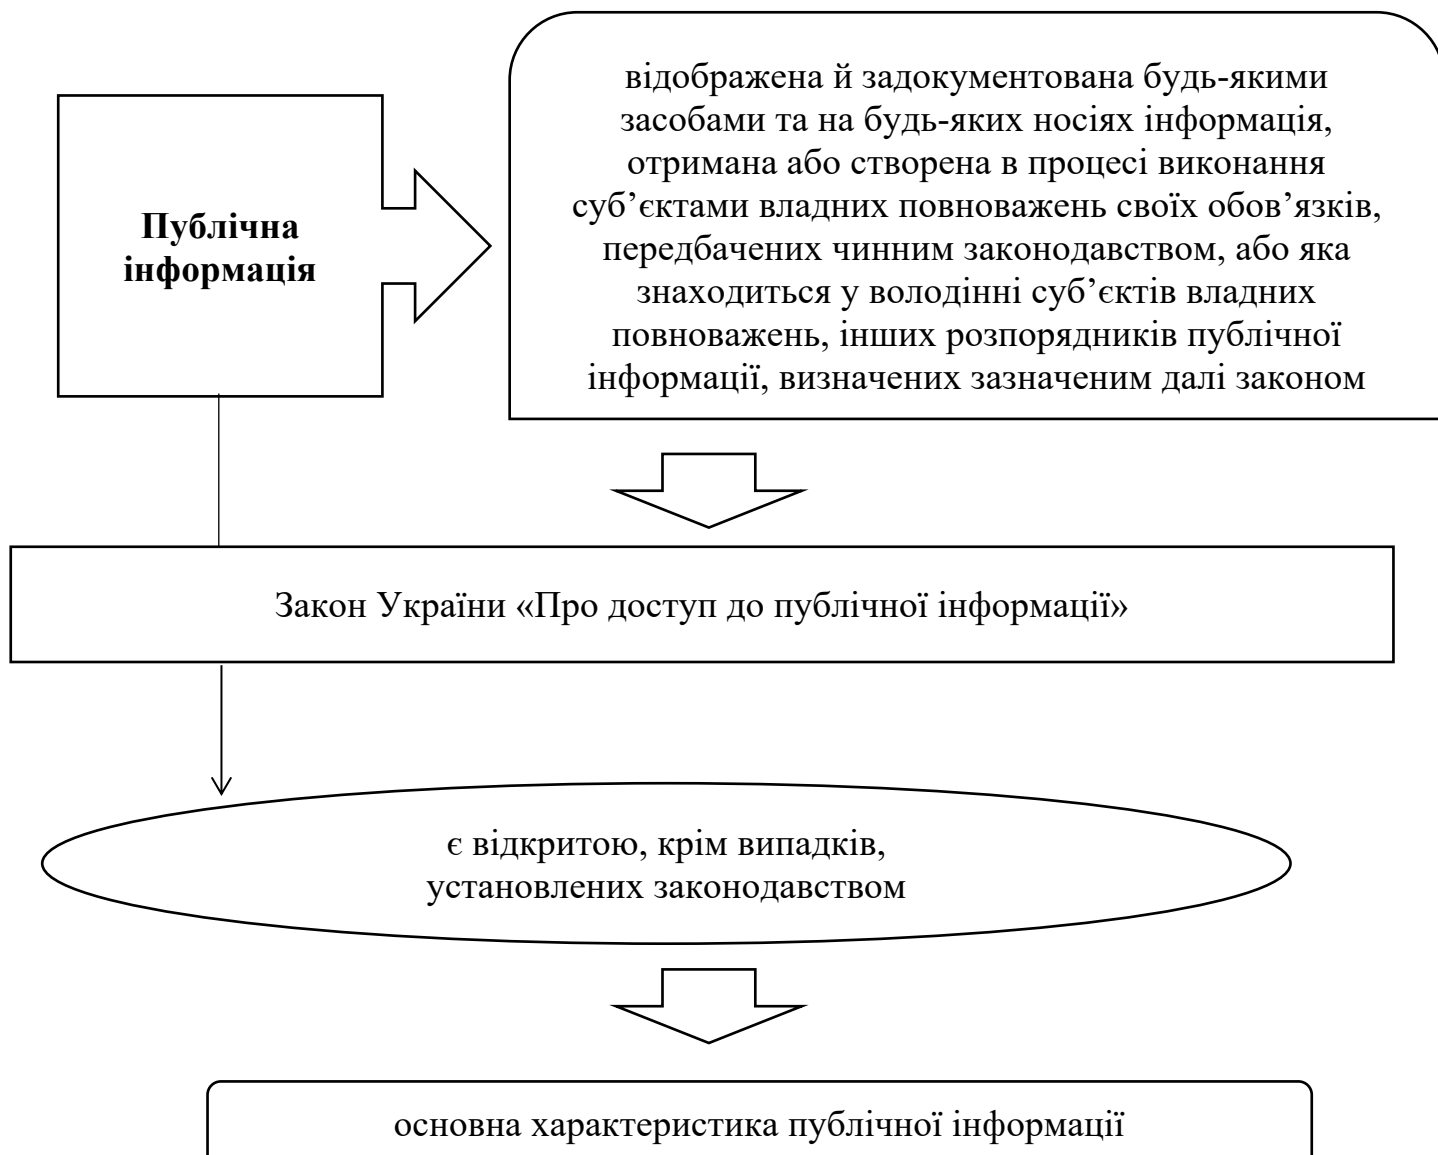 Публічна
інформація
відображена й задокументована будь-якими
засобами та на будь-яких носіях інформація,
отримана або створена в процесі виконання
суб’єктами владних повноважень своїх обов’язків,
передбачених чинним законодавством, або яка
знаходиться у володінні суб’єктів владних
повноважень, інших розпорядників публічної
інформації, визначених зазначеним далі законом
Закон України «Про доступ до публічної інформації»
є відкритою, крім випадків,
установлених законодавством
основна характеристика публічної інформації